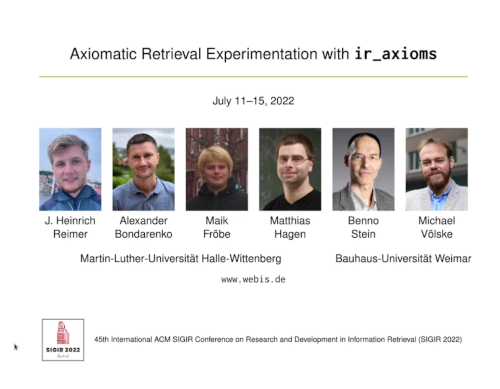 Axiomatic Retrieval Experimentation with ir_axioms
July 11–15, 2022
J. Heinrich Reimer
Alexander Bondarenko
Maik Fröbe
Matthias Hagen
Benno Stein
Michael Völske
Martin-Luther-Universität Halle-Wittenberg
Bauhaus-Universität Weimar
www.webis.de
SIGIR 2022
45th International ACM SIGIR Conference on Research and Development in Information Retrieval (SIGIR 2022)